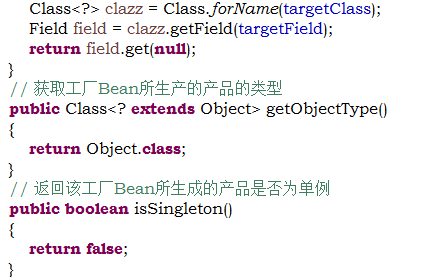 Class<?> clazz = Class.forName(targetClass);
Field field = clazz.getField(targetField);
return field.get(null);
}
// 获取工厂Bean所生产的产品的类型
public Class<? extends Object> getObjectType()
{
return Object.class;
}
// 返回该工厂Bean所生成的产品是否为单例
public boolean isSingleton()
{
return false;
}